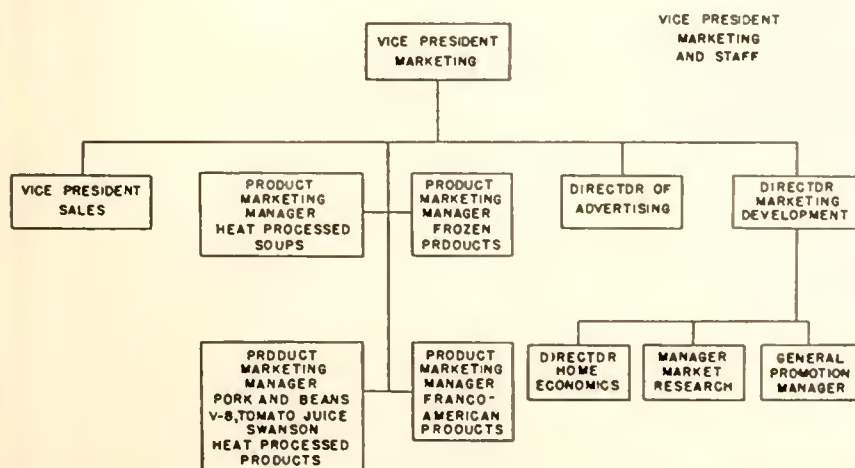 VICE PRESIDENT
MARKETING
AND STAFF
VICE PRESIDENT
MARKETING
VICE PRESIDENT
SALES
PRODUCT
MARKETING
MANAGER
HEAT PROCESSED
SOUPS
PRODUCT
MARKETING
MANAGER
FROZEN
PRODUCTS
DIRECTOR OF
ADVERTISING
DIRECTOR
MARKETING
DEVELOPMENT
PRODUCT
MARKETING
MANAGER
PORK AND BEANS
V-8, TOMATO JUICE
SWANSON
HEAT PROCESSED
PRODUCTS
PRODUCT
MARKETING
MANAGER
FRANCO-
AMERICAN
PRODUCTS
DIRECTOR
HOME
ECONOMICS
MANAGER
MARKET
RESEARCH
GENERAL
PROMOTION
MANAGER